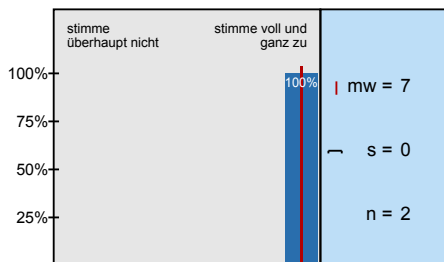 stimme
überhaupt nicht
stimme voll und
ganz zu
100%
75%
50%
25%
100%
mw = 7
s = 0
n = 2